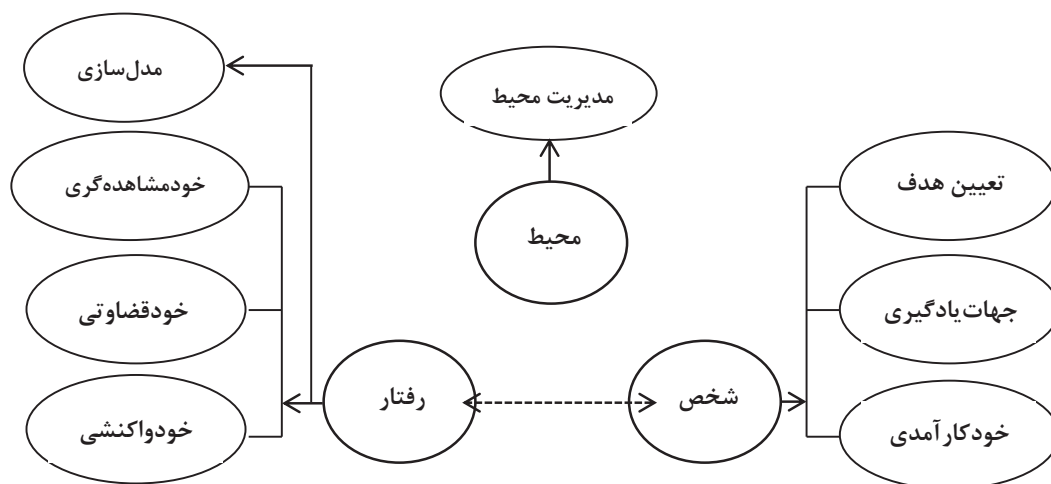 مدل‌سازی
مدیریت محیط
خودمشاهده‌گری
تعیین هدف
محیط
خودقضاوتی
جهات یادگیری
رفتار
شخص
خودواکنشی
خودکارآمدی